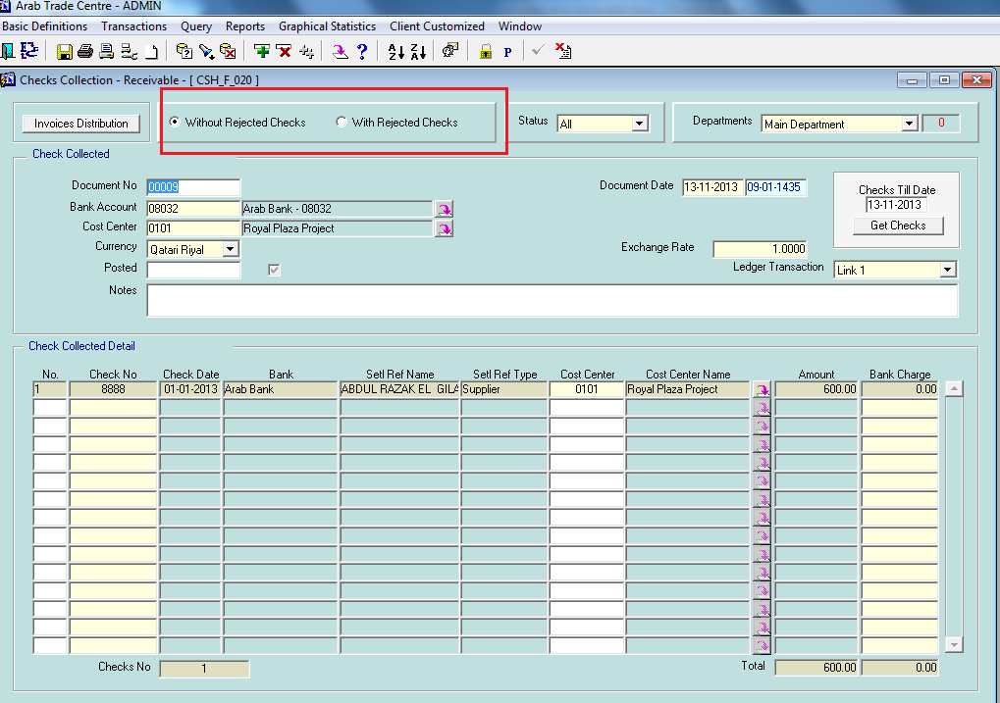 Arab Trade Centre - ADMIN
Basic Definitions Transactions Query Reports Graphical Statistics Client Customized Window
Checks Collection - Receivable - [ CSH_F_020 ]
Invoices Distribution Without Rejected Checks With Rejected Checks Status All Departments Main Department 0
Check Collected
Document No 00009 Document Date 13-11-2013 09-01-1435 Checks Till Date
Bank Account 08032 Arab Bank - 08032 13-11-2013
Cost Center 0101 Royal Plaza Project Get Checks
Currency Qatari Riyal Exchange Rate 1.0000
Posted Ledger Transaction Link 1
Notes
Check Collected Detail
No. Check No Check Date Bank Setl Ref Name Setl Ref Type Cost Center Cost Center Name Amount Bank Charge
1 8888 01-01-2013 Arab Bank ABDUL RAZAK EL GILA Supplier 0101 Royal Plaza Project 600.00 0.00
Checks No 1 Total 600.00 0.00